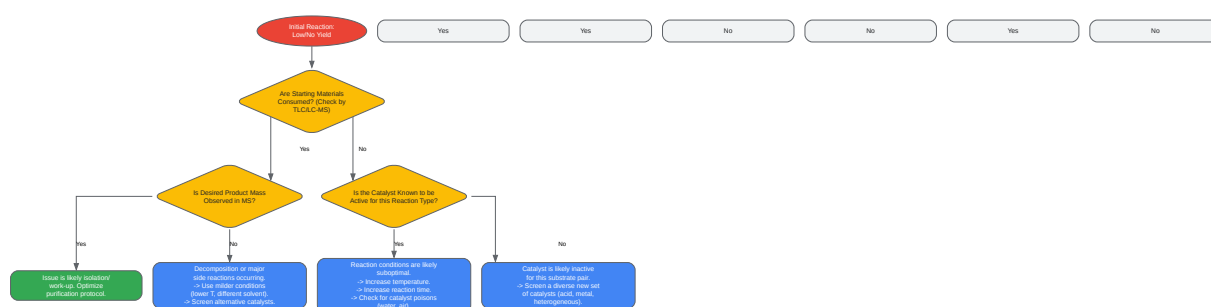 Initial Reaction:
Low/No Yield
Yes
Yes
No
No
Yes
No
Are Starting Materials
Consumed? (Check by
TLC/LC-MS)
Yes
No
Is Desired Product Mass
Observed in MS?
Is the Catalyst Known to be
Active for this Reaction Type?
Yes
No
Yes
No
Issue is likely isolation/
work-up. Optimize
purification protocol.
Decomposition or major
side reactions occurring.
-> Use milder conditions
(lower T, different solvent).
-> Screen alternative catalysts.
Reaction conditions are likely
suboptimal.
-> Increase temperature.
-> Increase reaction time.
-> Check for catalyst poisons
(water, air).
Catalyst is likely inactive
for this substrate pair.
-> Screen a diverse new set
of catalysts (acid, metal,
heterogeneous).